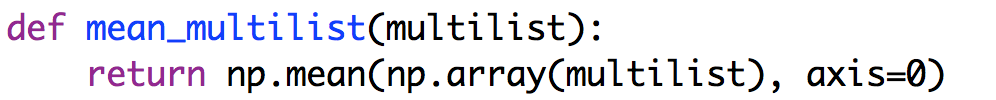 def mean_multilist(multilist):
    return np.mean(np.array(multilist), axis=0)